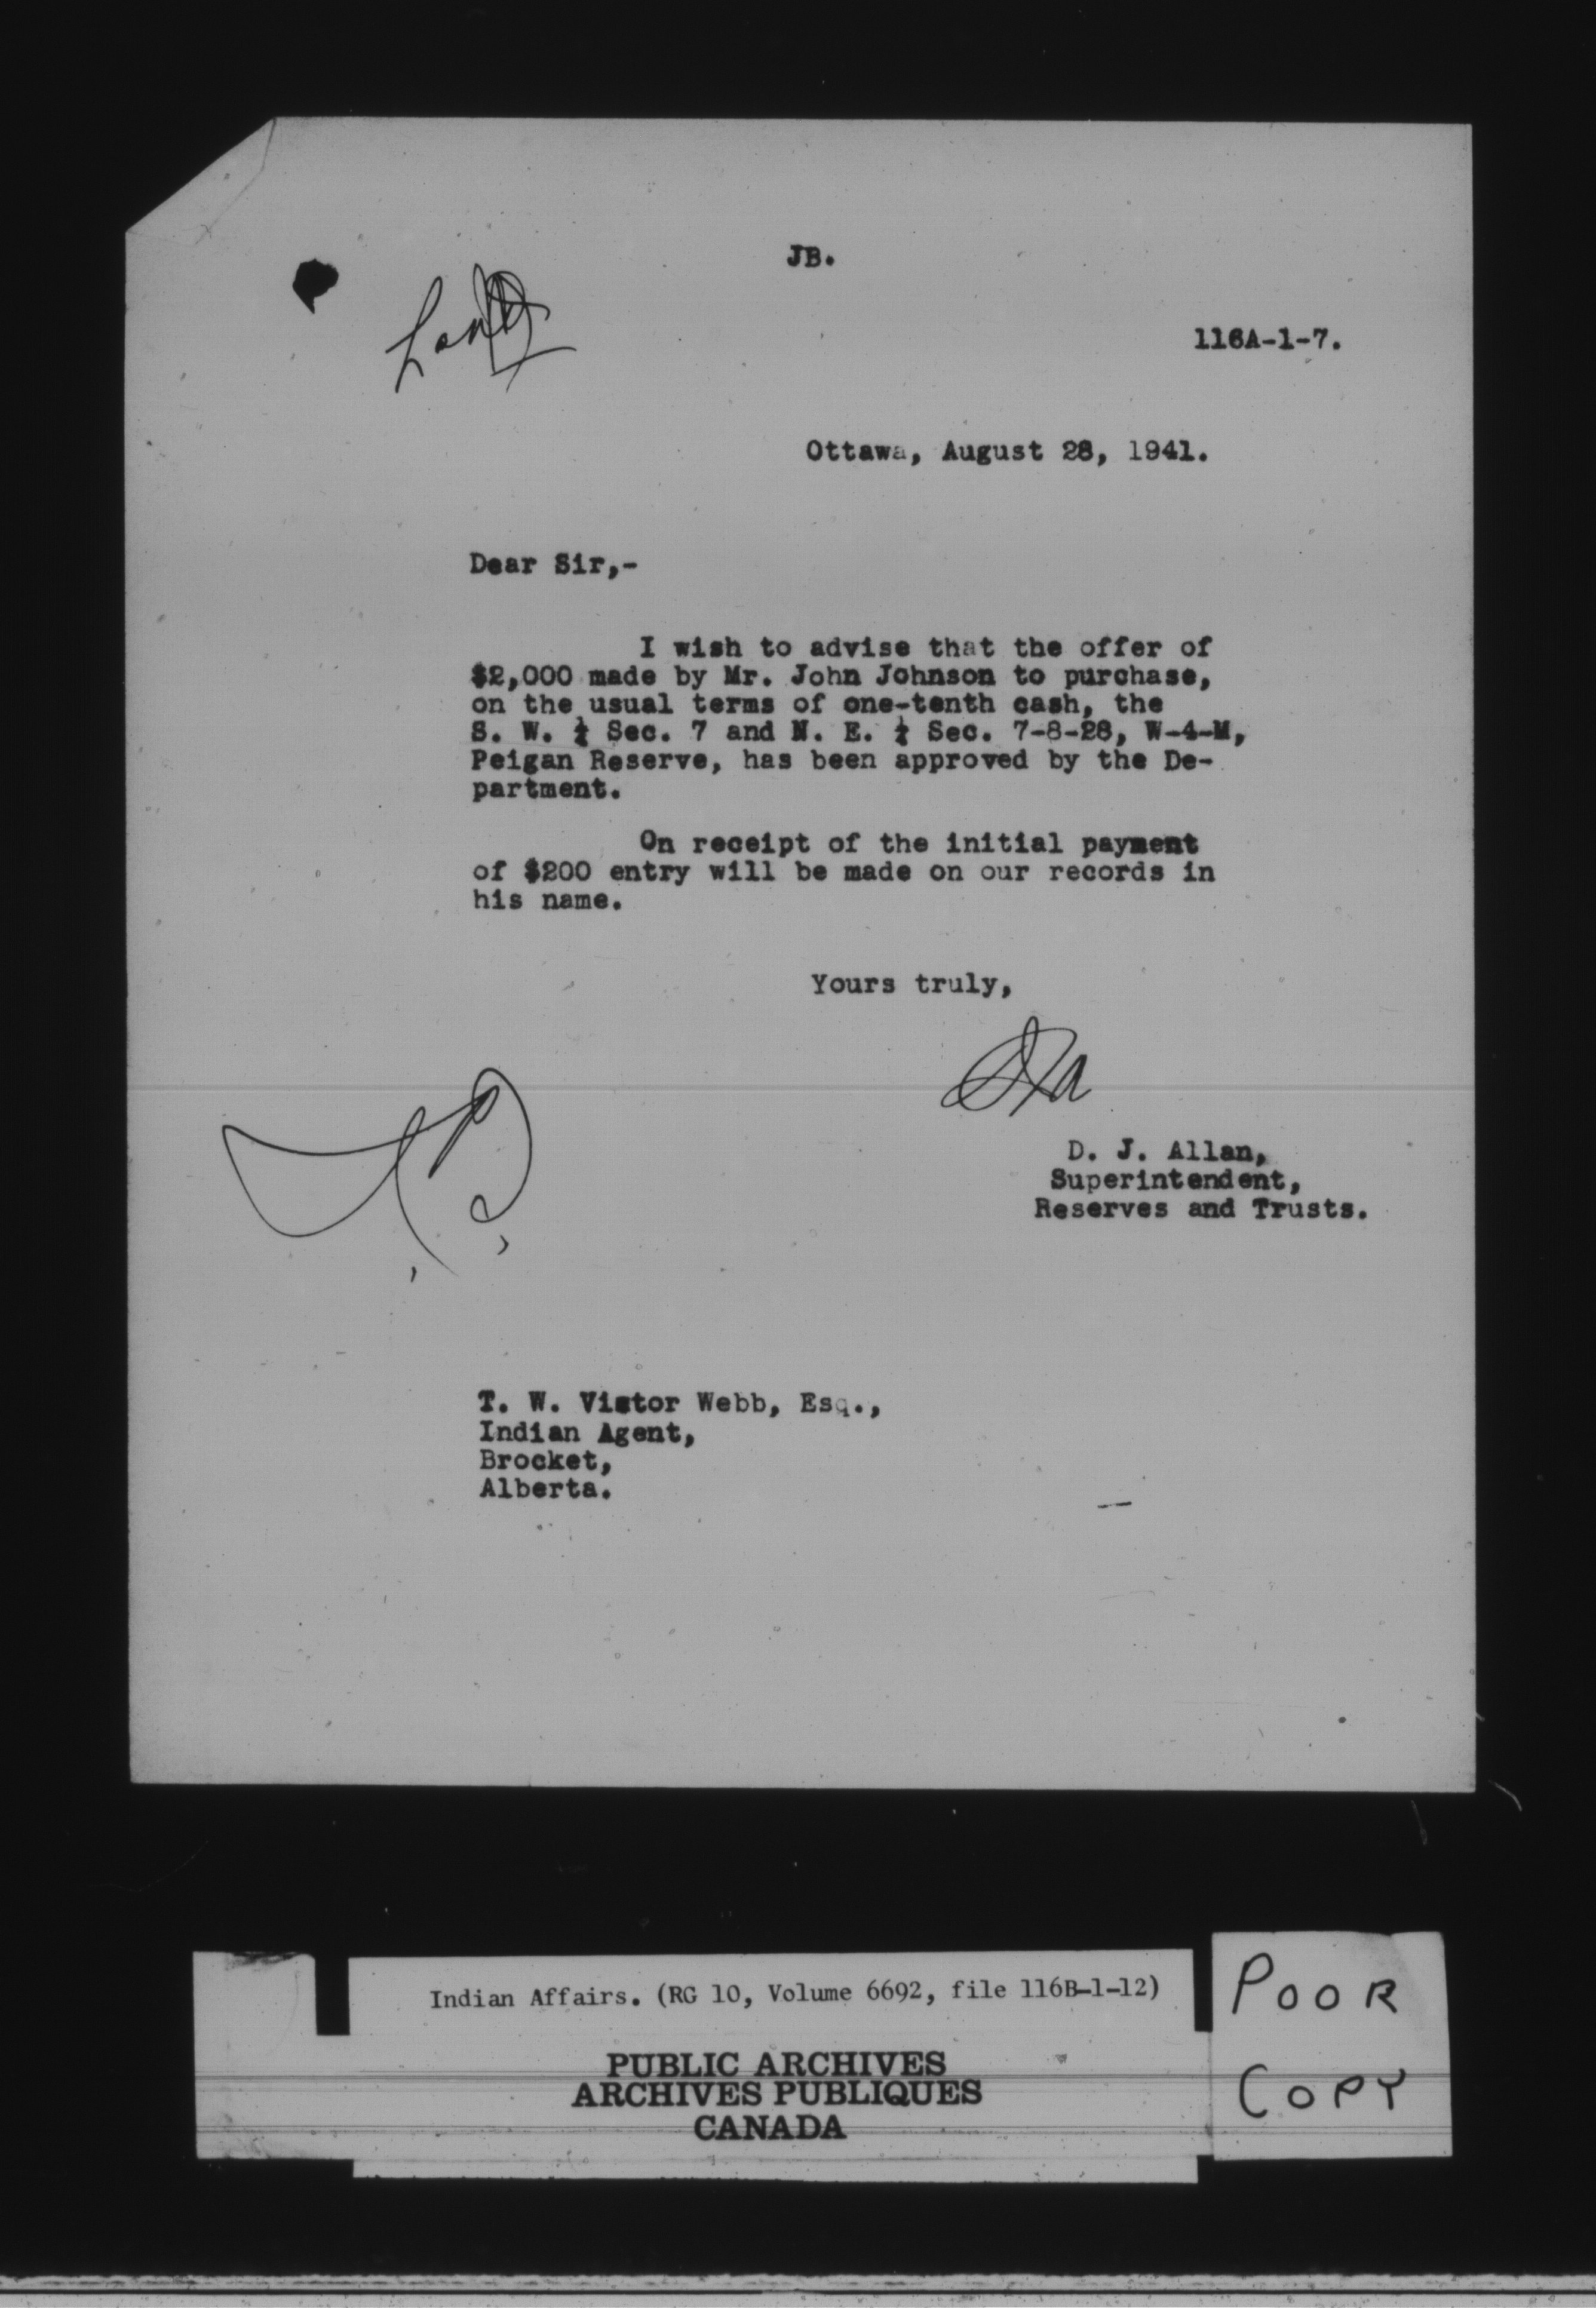 JB.
116A-1-7.
Ottawa, August 28, 1941.
Dear Sir,-
I wish to advise that the offer of
$2,000 made by Mr. John Johnson to purchase,
on the usual terms of one-tenth cash, the
S. W. ¼ Sec. 7 and N. E. ¼ Sec. 7-8-28, W-4-M,
Peigan Reserve, has been approved by the De-
partment.
On receipt of the initial payment
of $200 entry will be made on our records in
his name.
Yours truly,
D. J. Allan,
Superintendent,
Reserves and Trusts.
T. W. Victor Webb, Esq.,
Indian Agent,
Brocket,
Alberta.
Indian Affairs. (RG 10, Volume 6692, file 116B-1-12)
PUBLIC ARCHIVES
ARCHIVES PUBLIQUES
CANADA
POOR
COPY